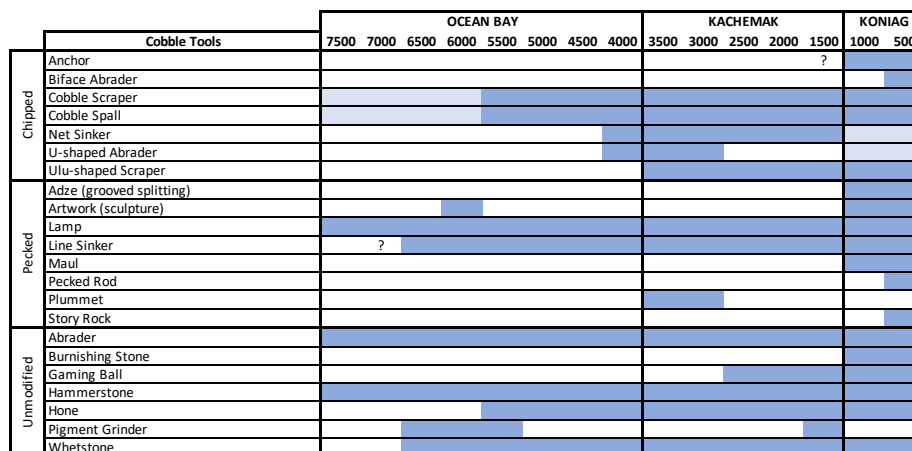 OCEAN BAY KACHEMAK KONIAG
Cobble Tools 7500 7000 6500 6000 5500 5000 4500 4000 3500 3000 2500 2000 1500 1000 500
Chipped
Anchor ?
Biface Abrader
Cobble Scraper
Cobble Spall
Net Sinker
U-shaped Abrader
Ulu-shaped Scraper
Pecked
Adze (grooved splitting)
Artwork (sculpture)
Lamp
Line Sinker ?
Maul
Pecked Rod
Plummet
Story Rock
Unmodified
Abrader
Burnishing Stone
Gaming Ball
Hammerstone
Hone
Pigment Grinder
Whetstone